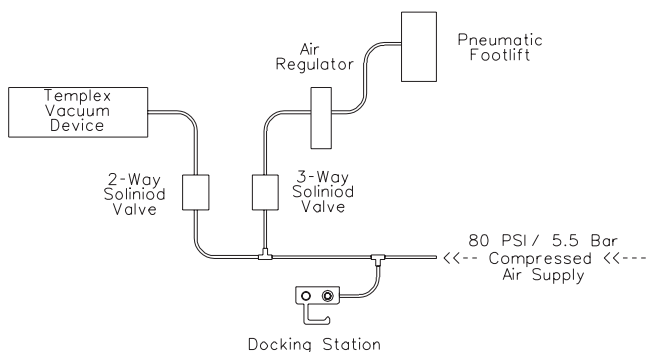 Pneumatic
Footlift
Air
Regulator
Templex
Vacuum
Device
2-Way
Soliniod
Valve
3-Way
Soliniod
Valve
80 PSI/ 5.5 Bar
<<-- Compressed <<---
Air Supply
Docking Station